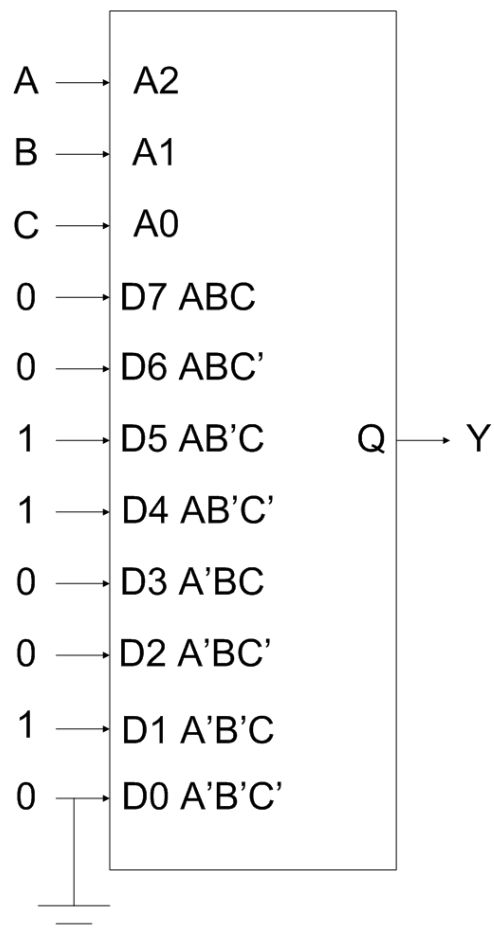 A A2
B A1
C A0
0 D7 ABC
0 D6 ABC’
1 D5 AB’C Q Y
1 D4 AB’C’
0 D3 A’BC
0 D2 A’BC’
1 D1 A’B’C
0 D0 A’B’C’